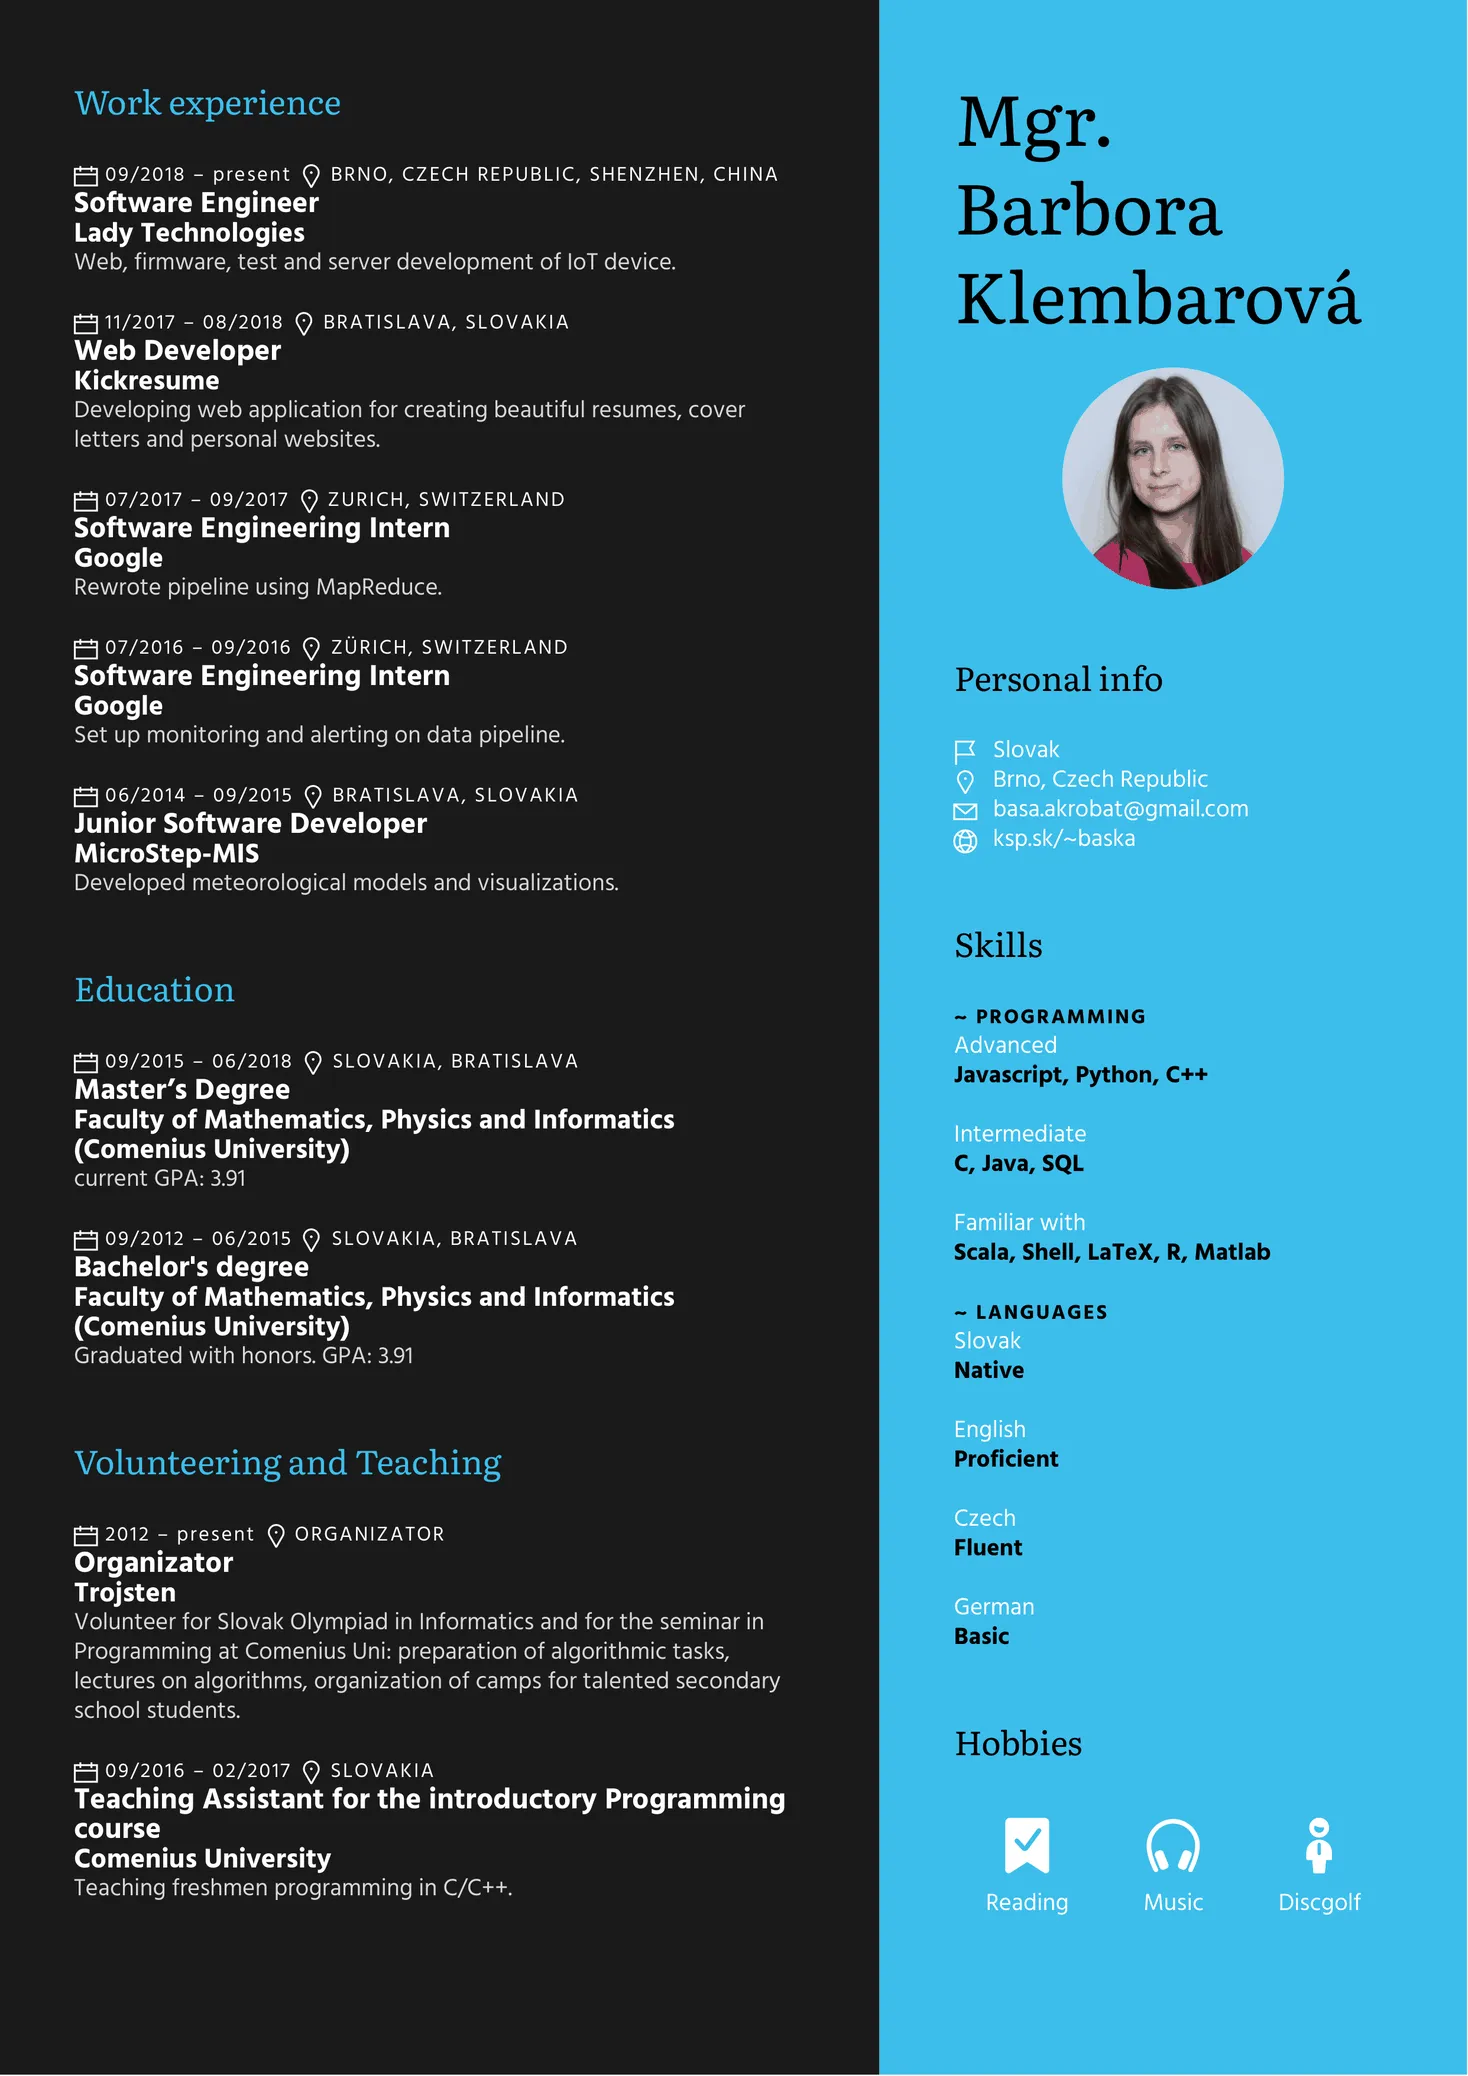 Work experience
09/2018 – present BRNO, CZECH REPUBLIC, SHENZHEN, CHINA
Software Engineer
Lady Technologies
Web, firmware, test and server development of IoT device.
11/2017 – 08/2018 BRATISLAVA, SLOVAKIA
Web Developer
Kickresume
Developing web application for creating beautiful resumes, cover
letters and personal websites.
07/2017 – 09/2017 ZURICH, SWITZERLAND
Software Engineering Intern
Google
Rewrote pipeline using MapReduce.
07/2016 – 09/2016 ZÜRICH, SWITZERLAND
Software Engineering Intern
Google
Set up monitoring and alerting on data pipeline.
06/2014 – 09/2015 BRATISLAVA, SLOVAKIA
Junior Software Developer
MicroStep-MIS
Developed meteorological models and visualizations.
Education
09/2015 – 06/2018 SLOVAKIA, BRATISLAVA
Master’s Degree
Faculty of Mathematics, Physics and Informatics
(Comenius University)
current GPA: 3.91
09/2012 – 06/2015 SLOVAKIA, BRATISLAVA
Bachelor's degree
Faculty of Mathematics, Physics and Informatics
(Comenius University)
Graduated with honors. GPA: 3.91
Volunteering and Teaching
2012 – present ORGANIZATOR
Organizator
Trojsten
Volunteer for Slovak Olympiad in Informatics and for the seminar in
Programming at Comenius Uni: preparation of algorithmic tasks,
lectures on algorithms, organization of camps for talented secondary
school students.
09/2016 – 02/2017 SLOVAKIA
Teaching Assistant for the introductory Programming
course
Comenius University
Teaching freshmen programming in C/C++.
Mgr.
Barbora
Klembarová
Personal info
Slovak
Brno, Czech Republic
basa.akrobat@gmail.com
ksp.sk/~baska
Skills
~ PROGRAMMING
Advanced
Javascript, Python, C++
Intermediate
C, Java, SQL
Familiar with
Scala, Shell, LaTeX, R, Matlab
~ LANGUAGES
Slovak
Native
English
Proficient
Czech
Fluent
German
Basic
Hobbies
Reading Music Discgolf